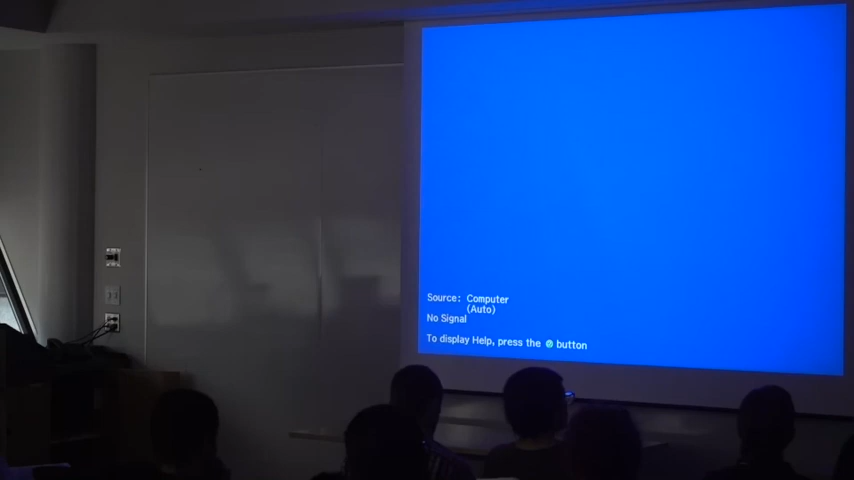 Source: Computer
(Auto)
No Signal
To display Help, press the button